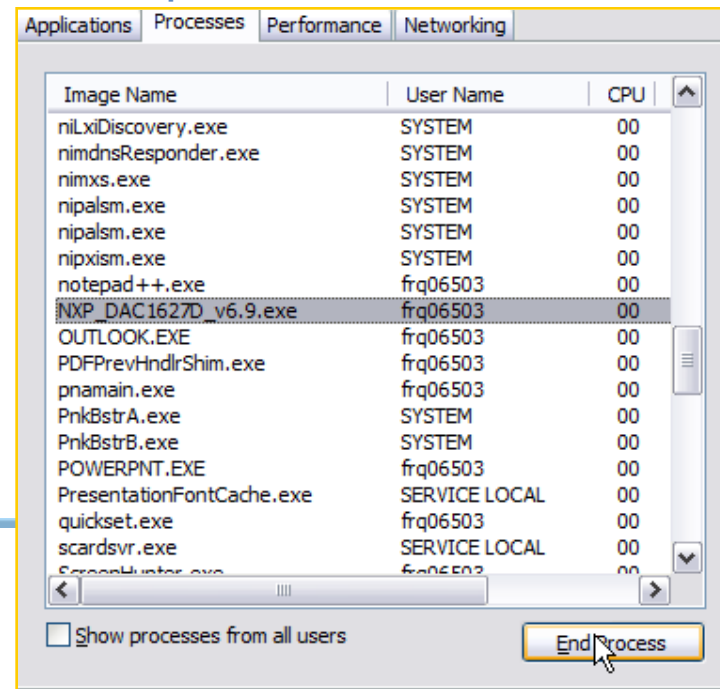 Applications Processes Performance Networking
Image Name User Name CPU
niLxiDiscovery.exe SYSTEM 00
nimdnsResponder.exe SYSTEM 00
nimxs.exe SYSTEM 00
nipalsm.exe SYSTEM 00
nipalsm.exe SYSTEM 00
nipxism.exe SYSTEM 00
notepad++.exe frq06503 00
NXP_DAC1627D_v6.9.exe frq06503 00
OUTLOOK.EXE frq06503 00
PDFPrevHndlrShim.exe frq06503 00
pnamain.exe frq06503 00
PnkBstrA.exe SYSTEM 00
PnkBstrB.exe SYSTEM 00
POWERPNT.EXE frq06503 00
PresentationFontCache.exe SERVICE LOCAL 00
quickset.exe frq06503 00
scardsvr.exe SERVICE LOCAL 00
ScreenHunter.exe frq06503 00
Show processes from all users
End Process